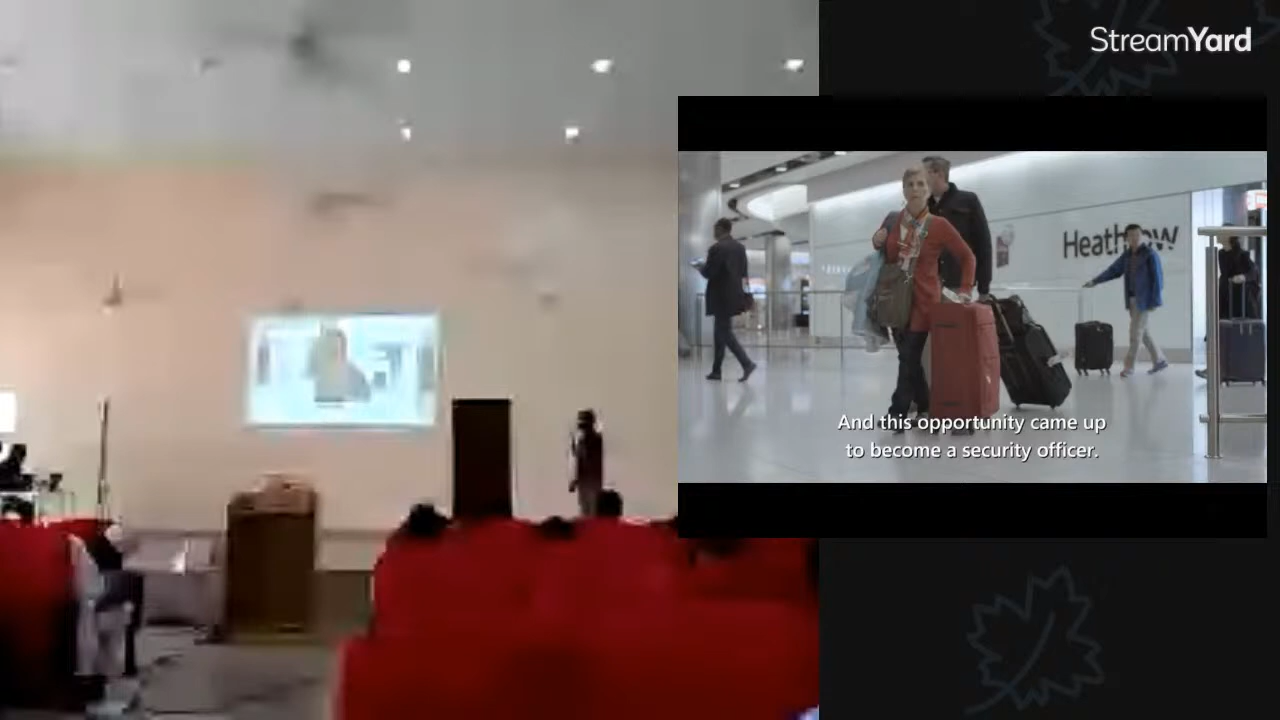 StreamYard
Heathrow
And this opportunity came up
to become a security officer.